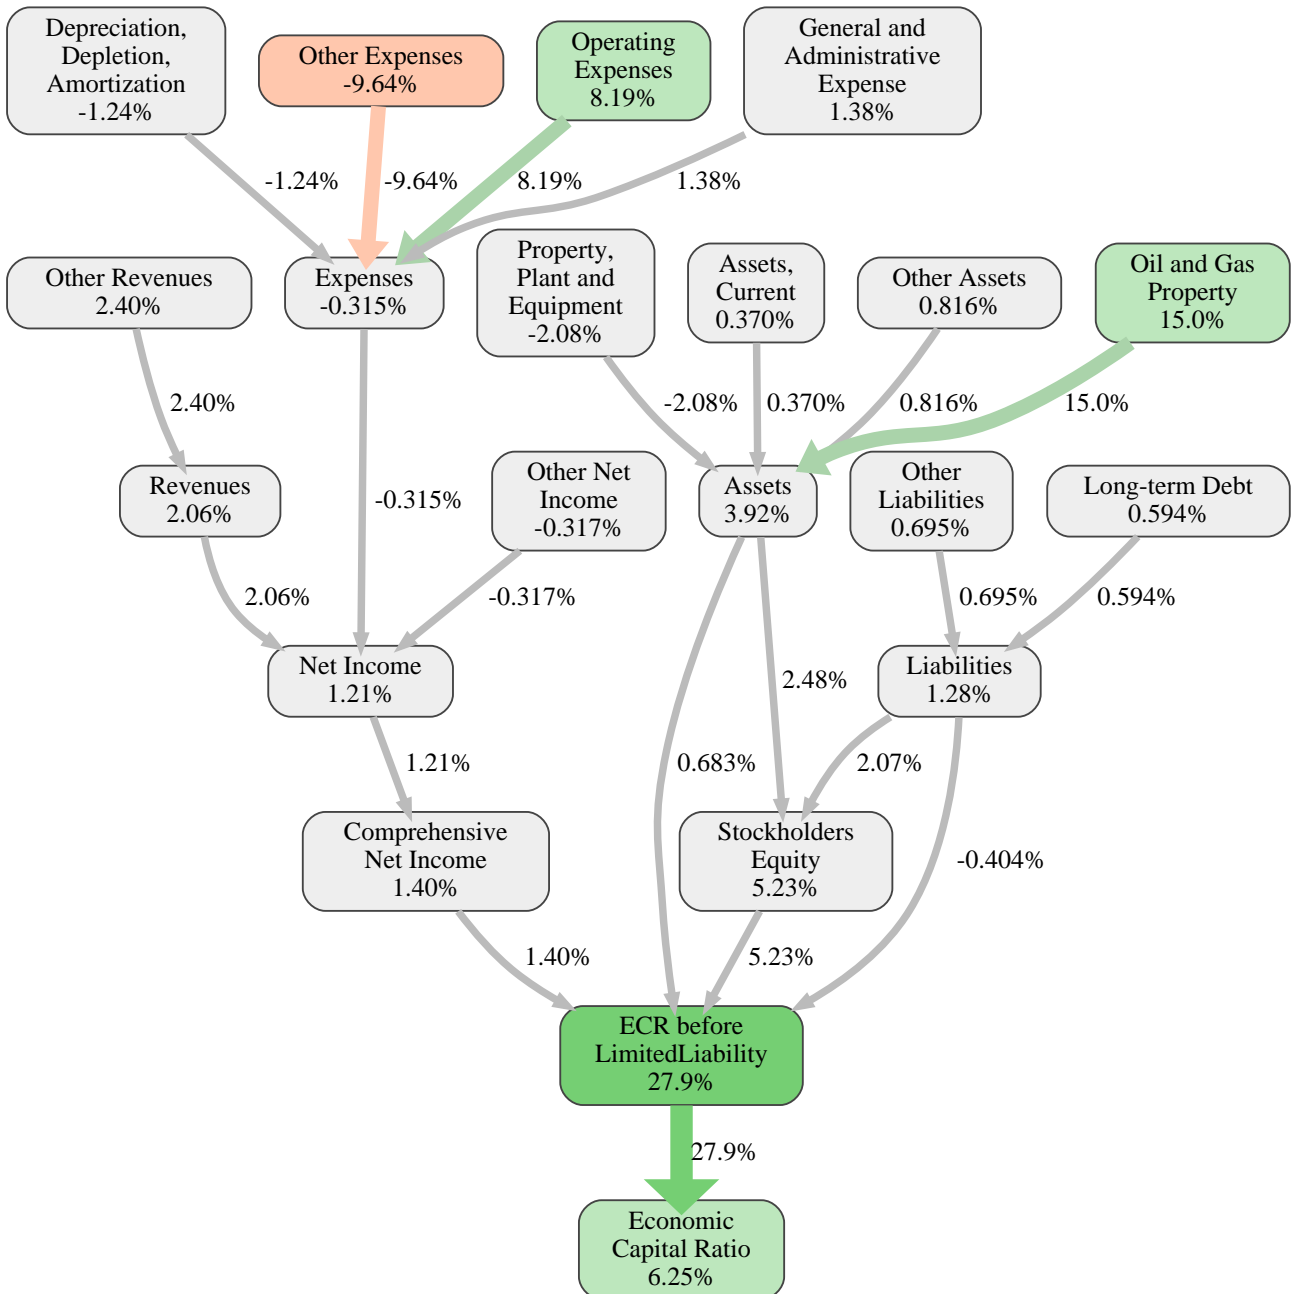 Depreciation,
Depletion,
Amortization
-1.24%
Other Expenses
-9.64%
Operating
Expenses
8.19%
General and
Administrative
Expense
1.38%
-1.24%
-9.64%
8.19%
1.38%
Other Revenues
2.40%
Expenses
-0.315%
Property,
Plant and
Equipment
-2.08%
Assets,
Current
0.370%
Other Assets
0.816%
Oil and Gas
Property
15.0%
2.40%
-2.08%
0.370%
0.816%
15.0%
Revenues
2.06%
-0.315%
Other Net
Income
-0.317%
Assets
3.92%
Other
Liabilities
0.695%
Long-term Debt
0.594%
2.06%
-0.317%
0.695%
0.594%
Net Income
1.21%
2.48%
Liabilities
1.28%
1.21%
0.683%
2.07%
Comprehensive
Net Income
1.40%
Stockholders
Equity
5.23%
-0.404%
1.40%
5.23%
ECR before
LimitedLiability
27.9%
27.9%
Economic
Capital Ratio
6.25%